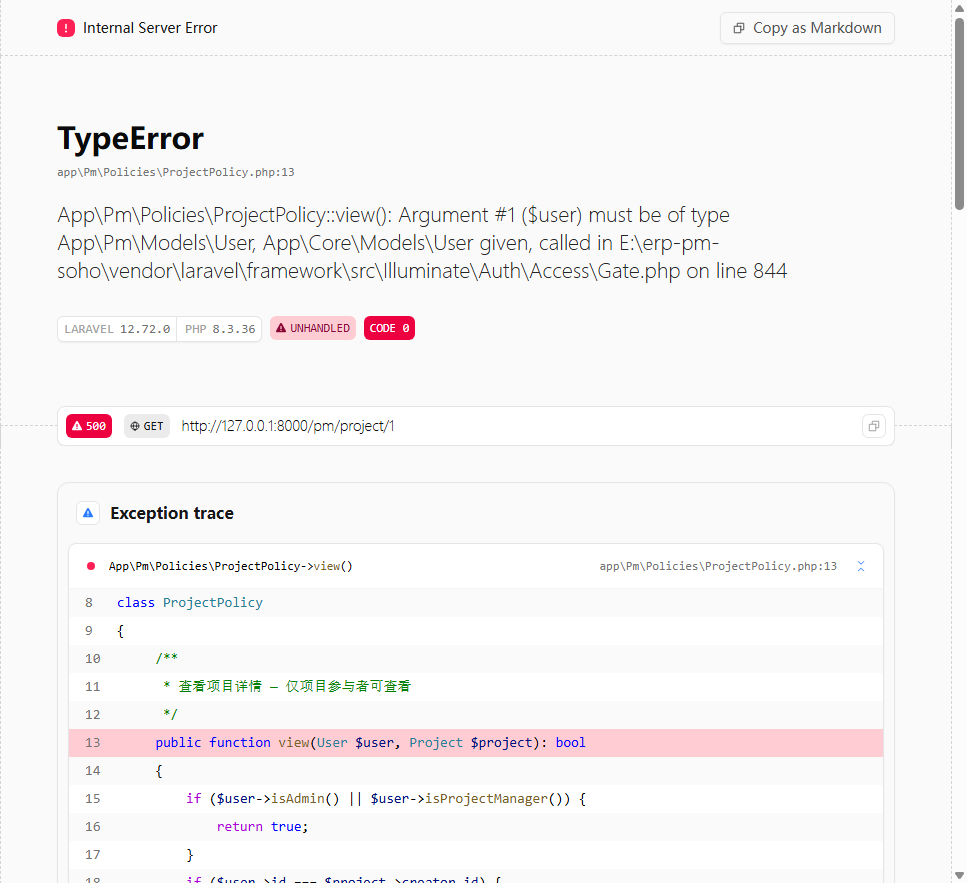 ! Internal Server Error
Copy as Markdown
TypeError
app\Pm\Policies\ProjectPolicy.php:13
App\Pm\Policies\ProjectPolicy::view(): Argument #1 ($user) must be of type
App\Pm\Models\User, App\Core\Models\User given, called in E:\erp-pm-
soho\vendor\laravel\framework\src\Illuminate\Auth\Access\Gate.php on line 844
LARAVEL 12.72.0 PHP 8.3.36 UNHANDLED CODE 0
500 GET http://127.0.0.1:8000/pm/project/1
Exception trace
App\Pm\Policies\ProjectPolicy->view() app\Pm\Policies\ProjectPolicy.php:13
8 class ProjectPolicy
9 {
10 /**
11 * 查看项目详情 — 仅项目参与者可查看
12 */
13 public function view(User $user, Project $project): bool
14 {
15 if ($user->isAdmin() || $user->isProjectManager()) {
16 return true;
17 }
18 if ($user->id === $project->creator_id) {